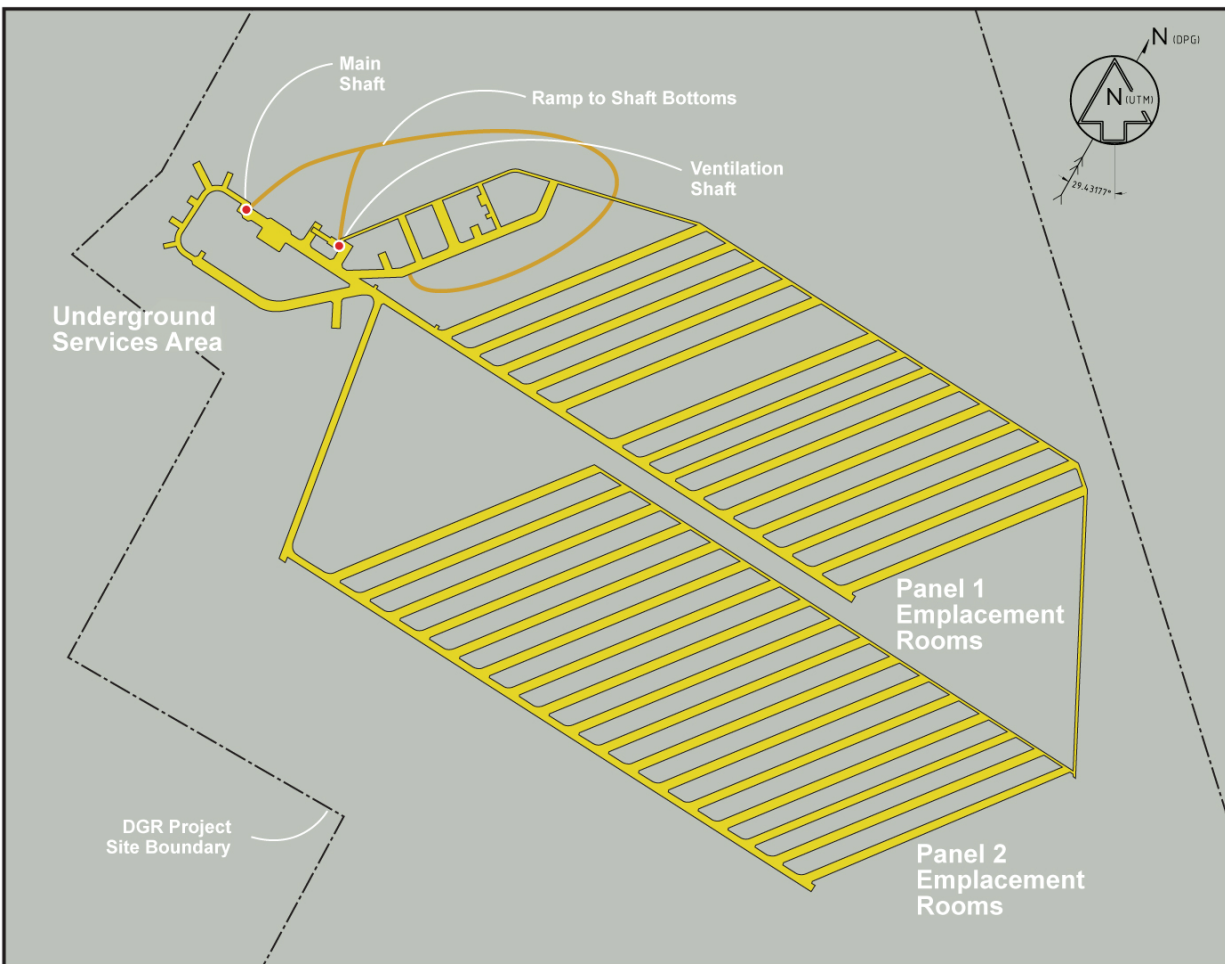 Main
Shaft
Ramp to Shaft Bottoms
Ventilation
Shaft
N (DPG)
N (UTM)
29.43177°
Underground
Services Area
Panel 1
Emplacement
Rooms
DGR Project
Site Boundary
Panel 2
Emplacement
Rooms